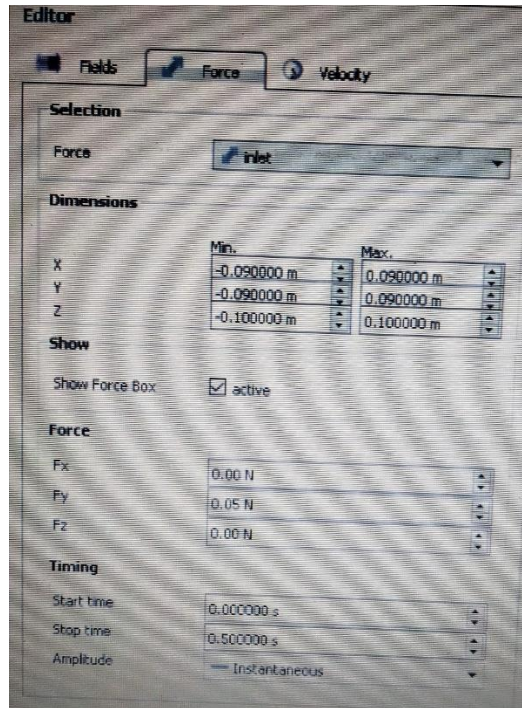 Editor
Fields Force Velocity
Selection
Force inlet
Dimensions
Min. Max.
X -0.090000 m 0.090000 m
Y -0.090000 m 0.090000 m
Z -0.100000 m 0.100000 m
Show
Show Force Box active
Force
Fx 0.00 N
Fy 0.05 N
Fz 0.00 N
Timing
Start time 0.000000 s
Stop time 0.500000 s
Amplitude Instantaneous